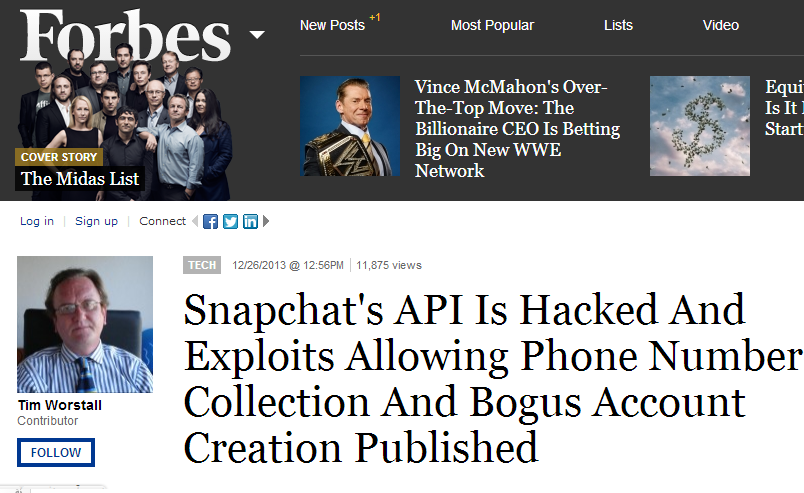 Forbes
New Posts +1
Most Popular
Lists
Video
Vince McMahon's Over-
The-Top Move: The
Billionaire CEO Is Betting
Big On New WWE
Network
Equi
Is It
Start
COVER STORY
The Midas List
Log in
Sign up
Connect
TECH
12/26/2013 @ 12:56PM
11,875 views
Snapchat's API Is Hacked And
Exploits Allowing Phone Number
Collection And Bogus Account
Creation Published
Tim Worstall
Contributor
FOLLOW